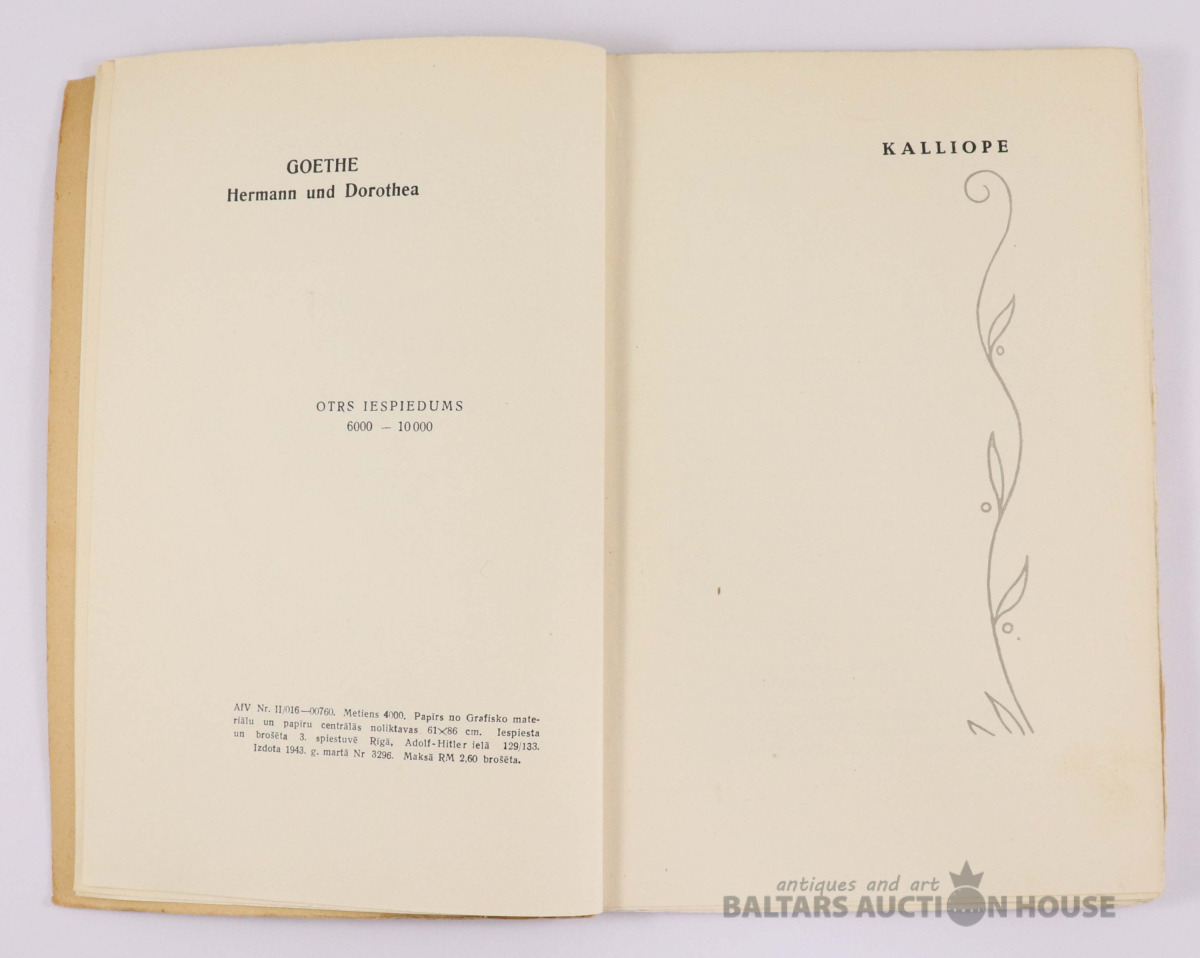 GOETHE
Hermann und Dorothea
OTRS IESPIEDUMS
6000 — 10000
AfV Nr. II/016—00760. Metiens 4000. Papīrs no Grafisko mate-
riālu un papīru centrālās noliktavas 61×86 cm. Iespiesta
un brošēta 3. spiestuvē Rīgā, Adolf-Hitler ielā 129/133.
Izdota 1943. g. martā Nr 3296. Maksā RM 2,60 brošēta.
KALLIOPE
antiques and art
BALTARS AUCTION HOUSE